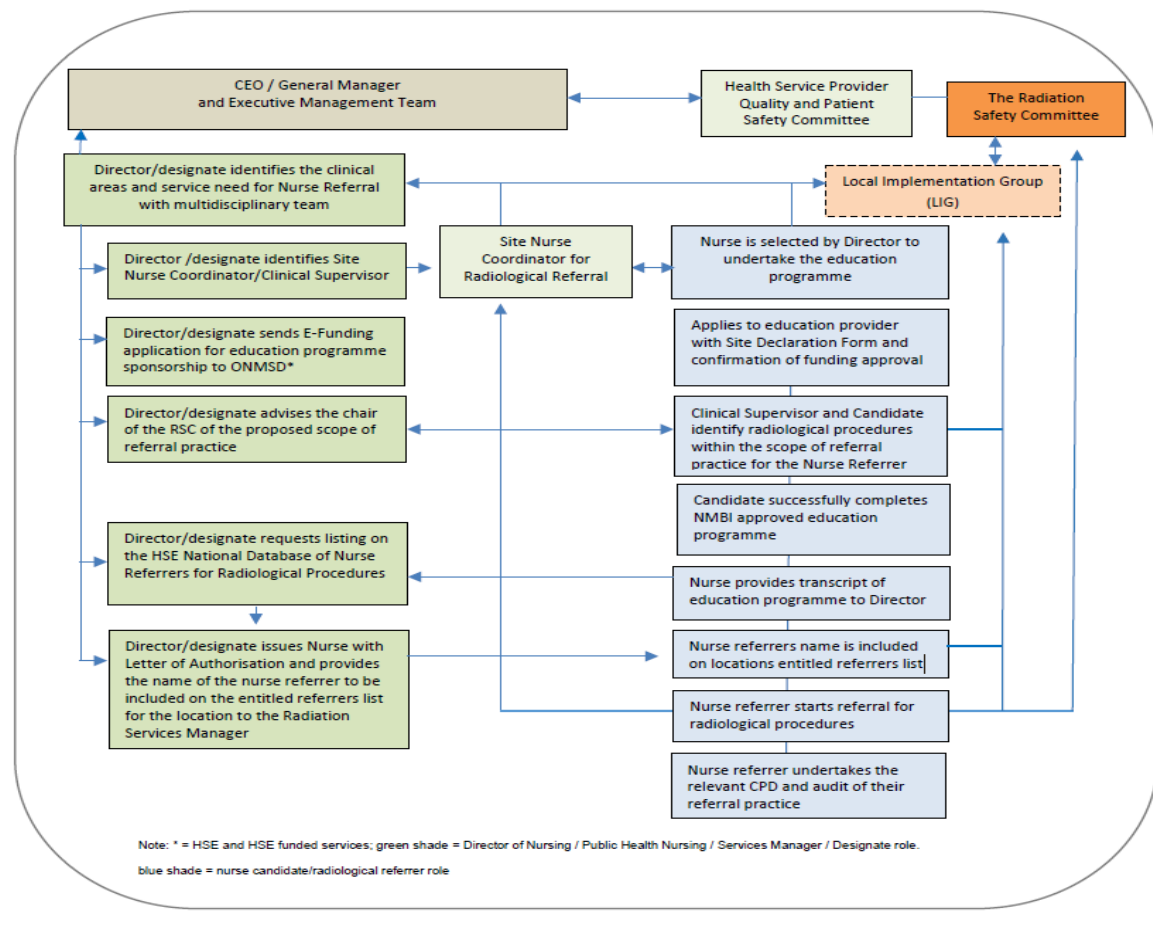 CEO / General Manager
and Executive Management Team
Health Service Provider
Quality and Patient
Safety Committee
The Radiation
Safety Committee
Director/designate identifies the clinical
areas and service need for Nurse Referral
with multidisciplinary team
Local Implementation Group
(LIG)
Director /designate identifies Site
Nurse Coordinator/Clinical Supervisor
Site Nurse
Coordinator for
Radiological Referral
Nurse is selected by Director to
undertake the education
programme
Director/designate sends E-Funding
application for education programme
sponsorship to ONMSD*
Applies to education provider
with Site Declaration Form and
confirmation of funding approval
Director/designate advises the chair
of the RSC of the proposed scope of
referral practice
Clinical Supervisor and Candidate
identify radiological procedures
within the scope of referral
practice for the Nurse Referrer
Candidate successfully completes
NMBI approved education
programme
Director/designate requests listing on
the HSE National Database of Nurse
Referrers for Radiological Procedures
Nurse provides transcript of
education programme to Director
Director/designate issues Nurse with
Letter of Authorisation and provides
the name of the nurse referrer to be
included on the entitled referrers list
for the location to the Radiation
Services Manager
Nurse referrers name is included
on locations entitled referrers list
Nurse referrer starts referral for
radiological procedures
Nurse referrer undertakes the
relevant CPD and audit of their
referral practice
Note: * = HSE and HSE funded services; green shade = Director of Nursing / Public Health Nursing / Services Manager / Designate role.
blue shade = nurse candidate/radiological referrer role